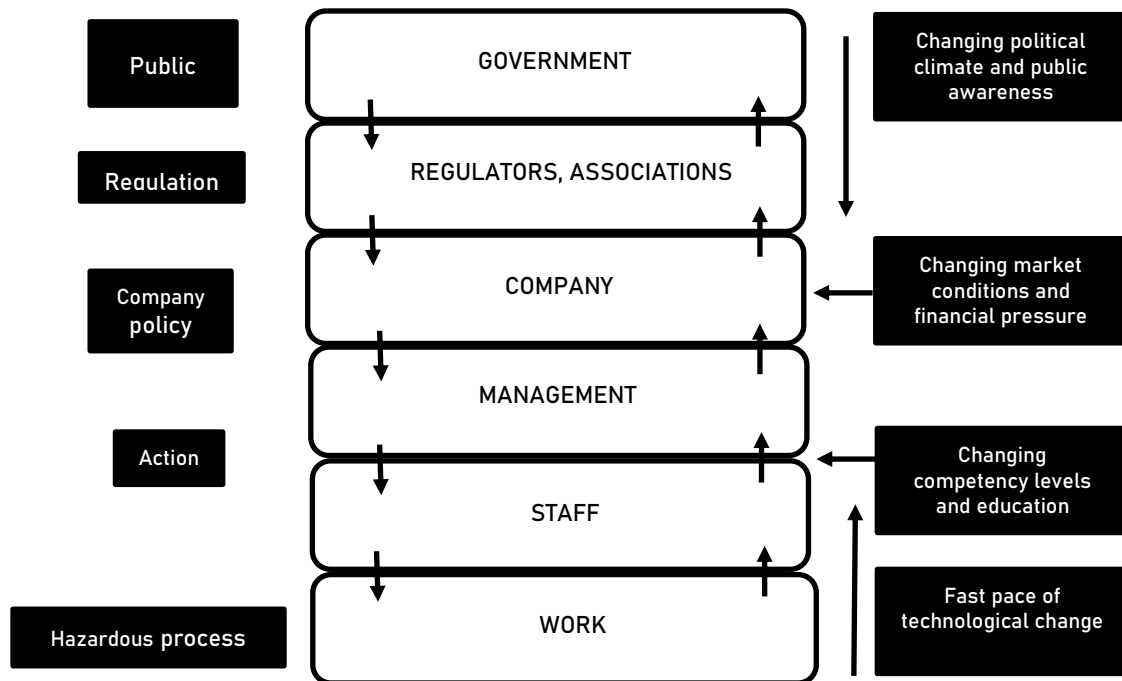 Public
GOVERNMENT
Changing political
climate and public
awareness
Regulation
REGULATORS, ASSOCIATIONS
Company
policy
COMPANY
Changing market
conditions and
financial pressure
MANAGEMENT
Action
STAFF
Changing
competency levels
and education
Hazardous process
WORK
Fast pace of
technological change